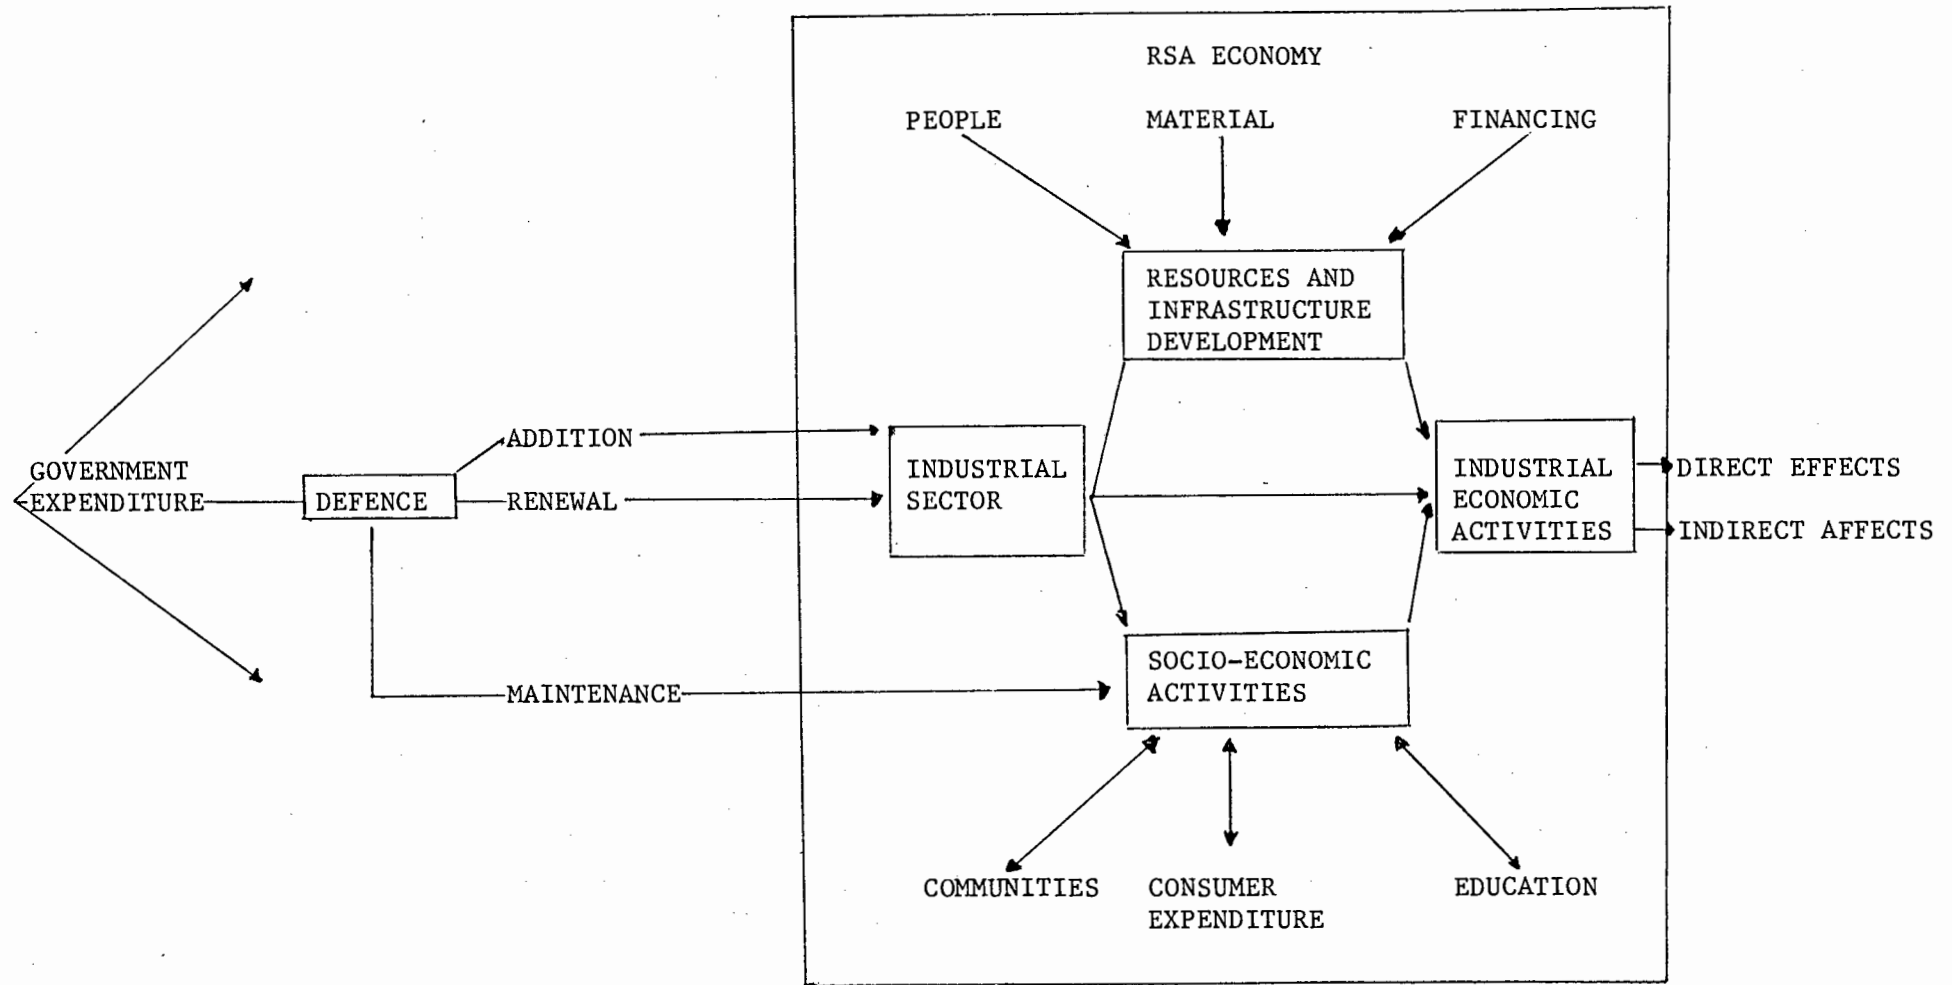 RSA ECONOMY
PEOPLE
MATERIAL
FINANCING
RESOURCES AND
INFRASTRUCTURE
DEVELOPMENT
GOVERNMENT
EXPENDITURE
DEFENCE
ADDITION
RENEWAL
MAINTENANCE
INDUSTRIAL
SECTOR
INDUSTRIAL
ECONOMIC
ACTIVITIES
DIRECT EFFECTS
INDIRECT AFFECTS
SOCIO-ECONOMIC
ACTIVITIES
COMMUNITIES
CONSUMER
EXPENDITURE
EDUCATION